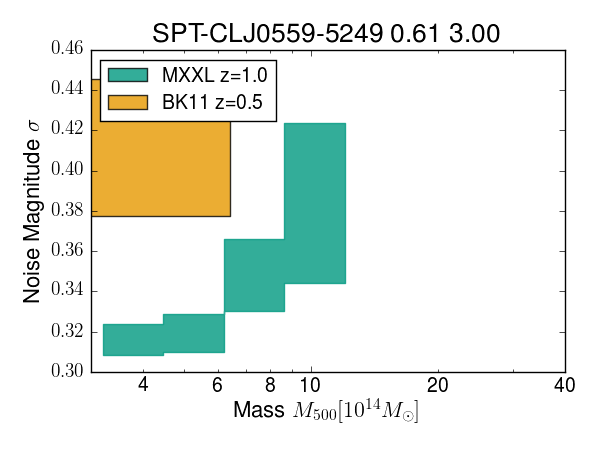 SPT-CLJ0559-5249 0.61 3.00
MXXL z=1.0
BK11 z=0.5
Noise Magnitude σ
0.46
0.44
0.42
0.40
0.38
0.36
0.34
0.32
0.30
4 6 8 10 20 40
Mass M₅₀₀[10¹⁴M⊙]